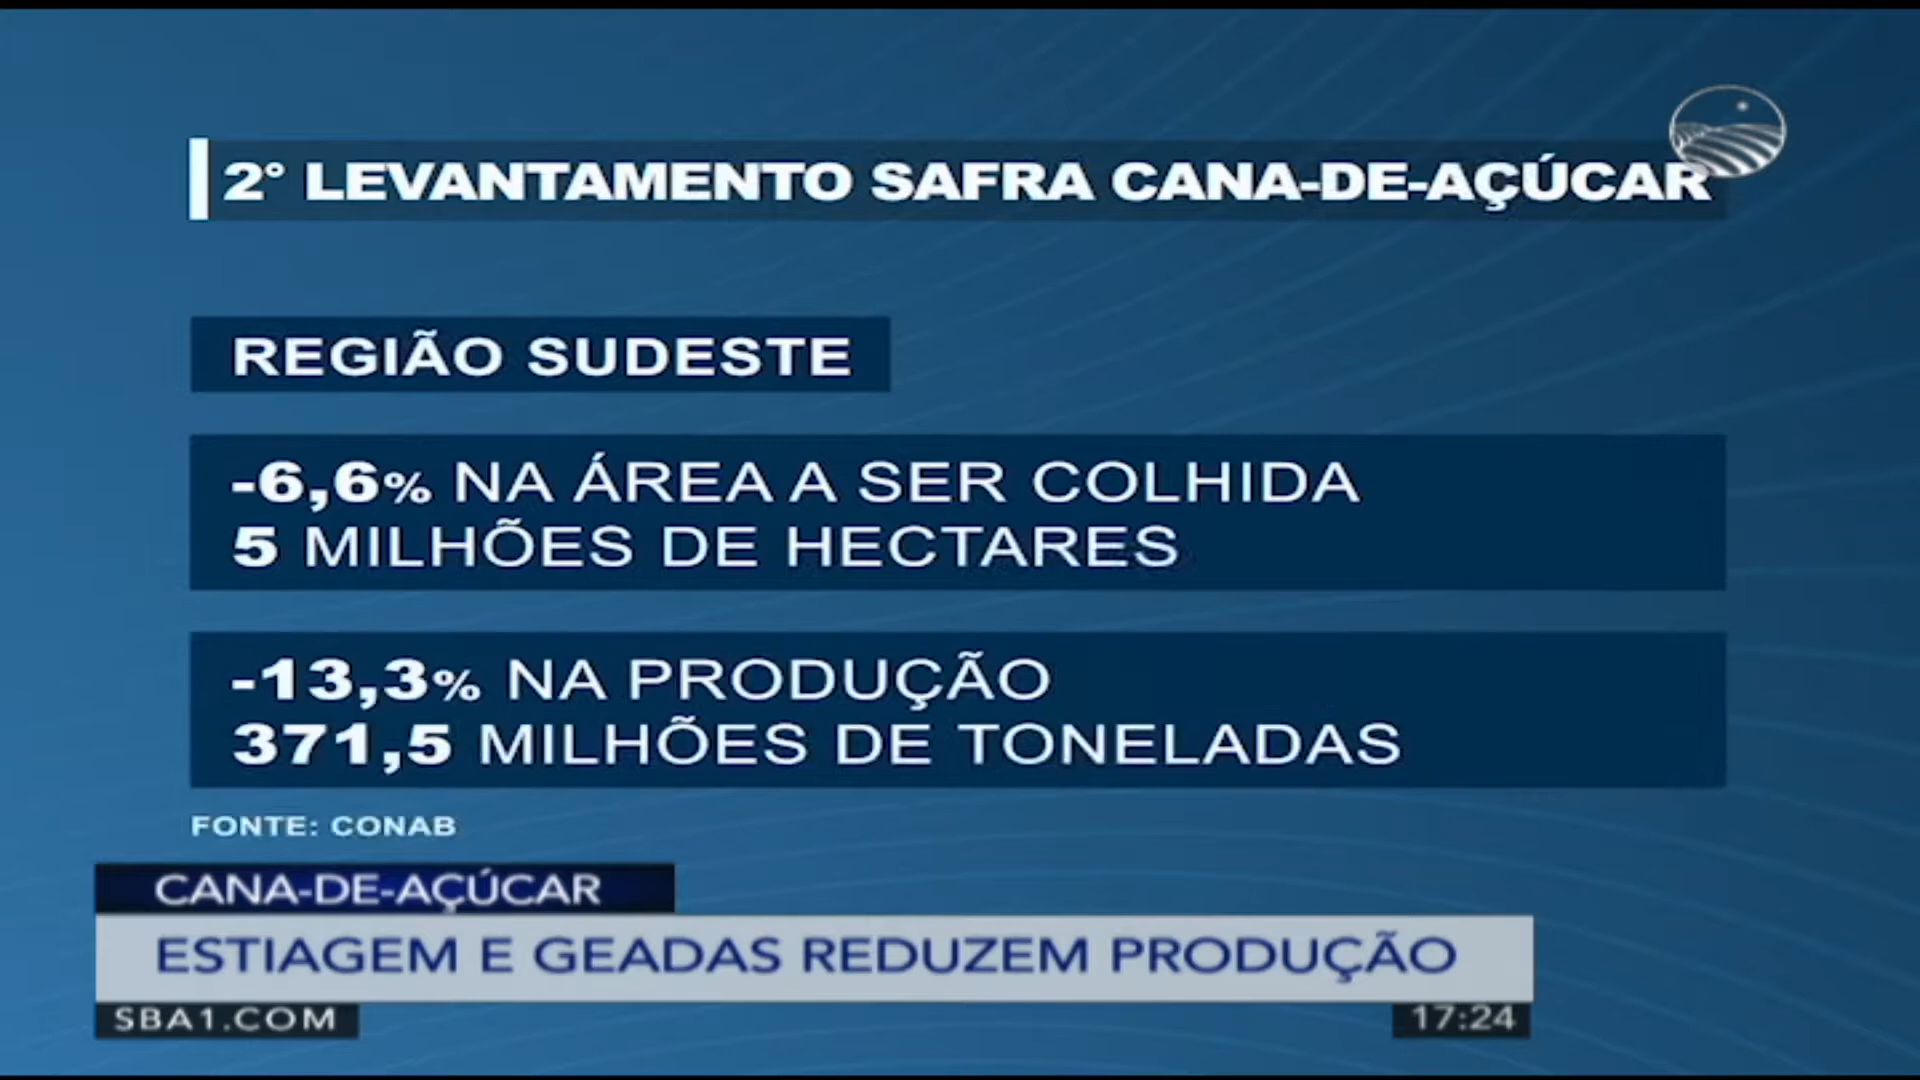 2° LEVANTAMENTO SAFRA CANA-DE-AÇÚCAR
REGIÃO SUDESTE
-6,6% NA ÁREA A SER COLHIDA
5 MILHÕES DE HECTARES
-13,3% NA PRODUÇÃO
371,5 MILHÕES DE TONELADAS
FONTE: CONAB
CANA-DE-AÇÚCAR
ESTIAGEM E GEADAS REDUZEM PRODUÇÃO
SBA1.COM
17:24